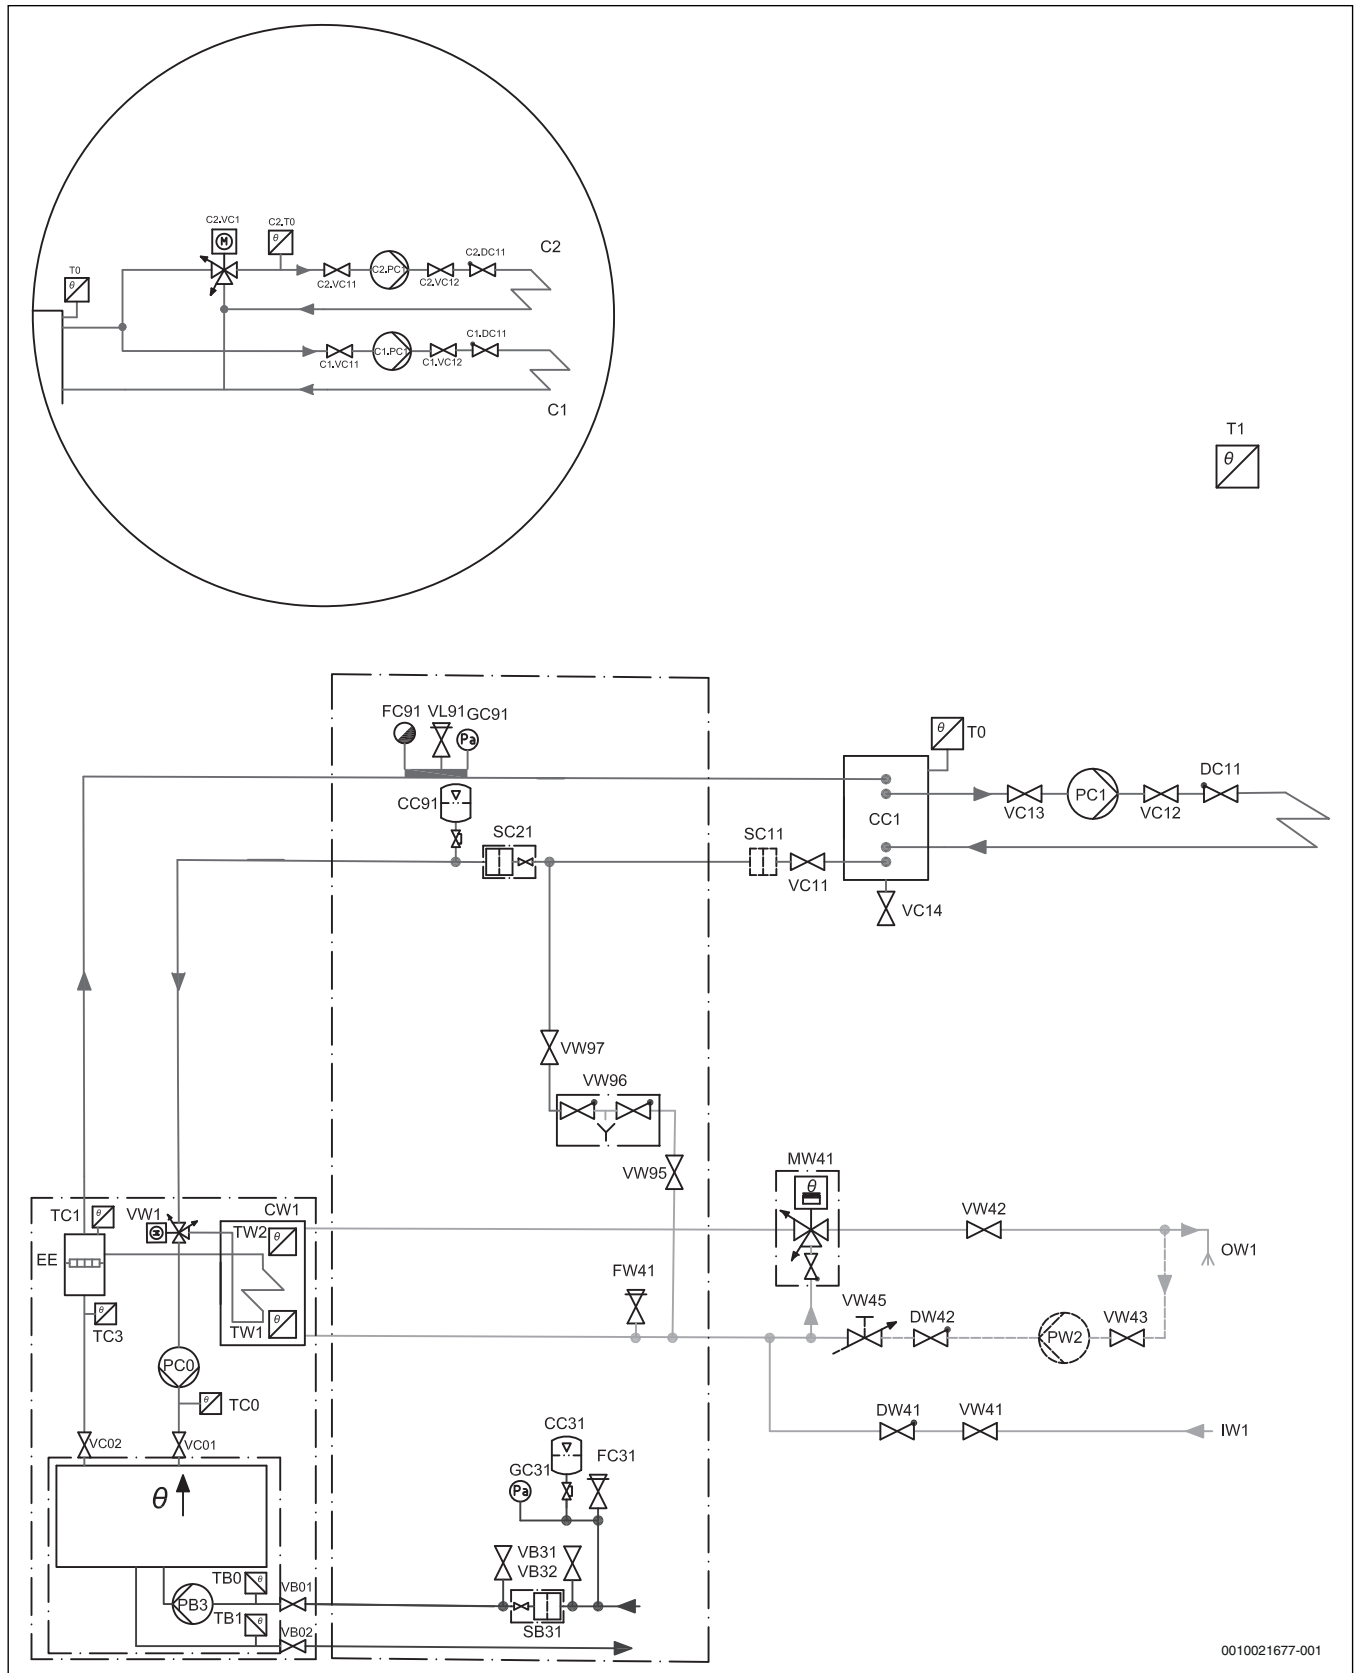 C2.VC1
C2.T0
M
θ
C2.DC11
C2
T0
θ
C2.VC11
C2.PC1
C2.VC12
C1.DC11
C1.VC11
C1.PC1
C1.VC12
C1
T1
θ
FC91
VL91
GC91
Pa
θ
T0
CC91
DC11
PC1
VC13
VC12
CC1
SC21
SC11
VC11
VC14
VW97
VW96
VW95
MW41
θ
TC1
θ
VW1
M
CW1
TW2
θ
VW42
OW1
EE
FW41
TC3
θ
TW1
θ
VW45
DW42
PW2
VW43
PC0
θ
TC0
DW41
VW41
IW1
VC02
VC01
CC31
FC31
GC31
Pa
θ
VB31
VB32
TB0
θ
VB01
PB3
TB1
θ
VB02
SB31
0010021677-001